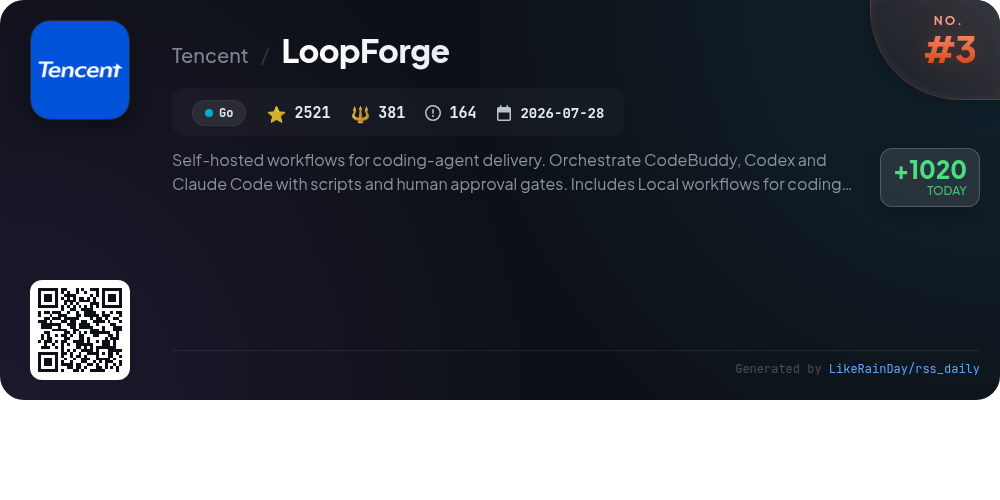 Tencent
Tencent / LoopForge
NO.
#3
Go 2521 381 164 2026-07-28
Self-hosted workflows for coding-agent delivery. Orchestrate CodeBuddy, Codex and
Claude Code with scripts and human approval gates. Includes Local workflows for coding...
+1020
TODAY
Generated by LikeRainDay/rss_daily